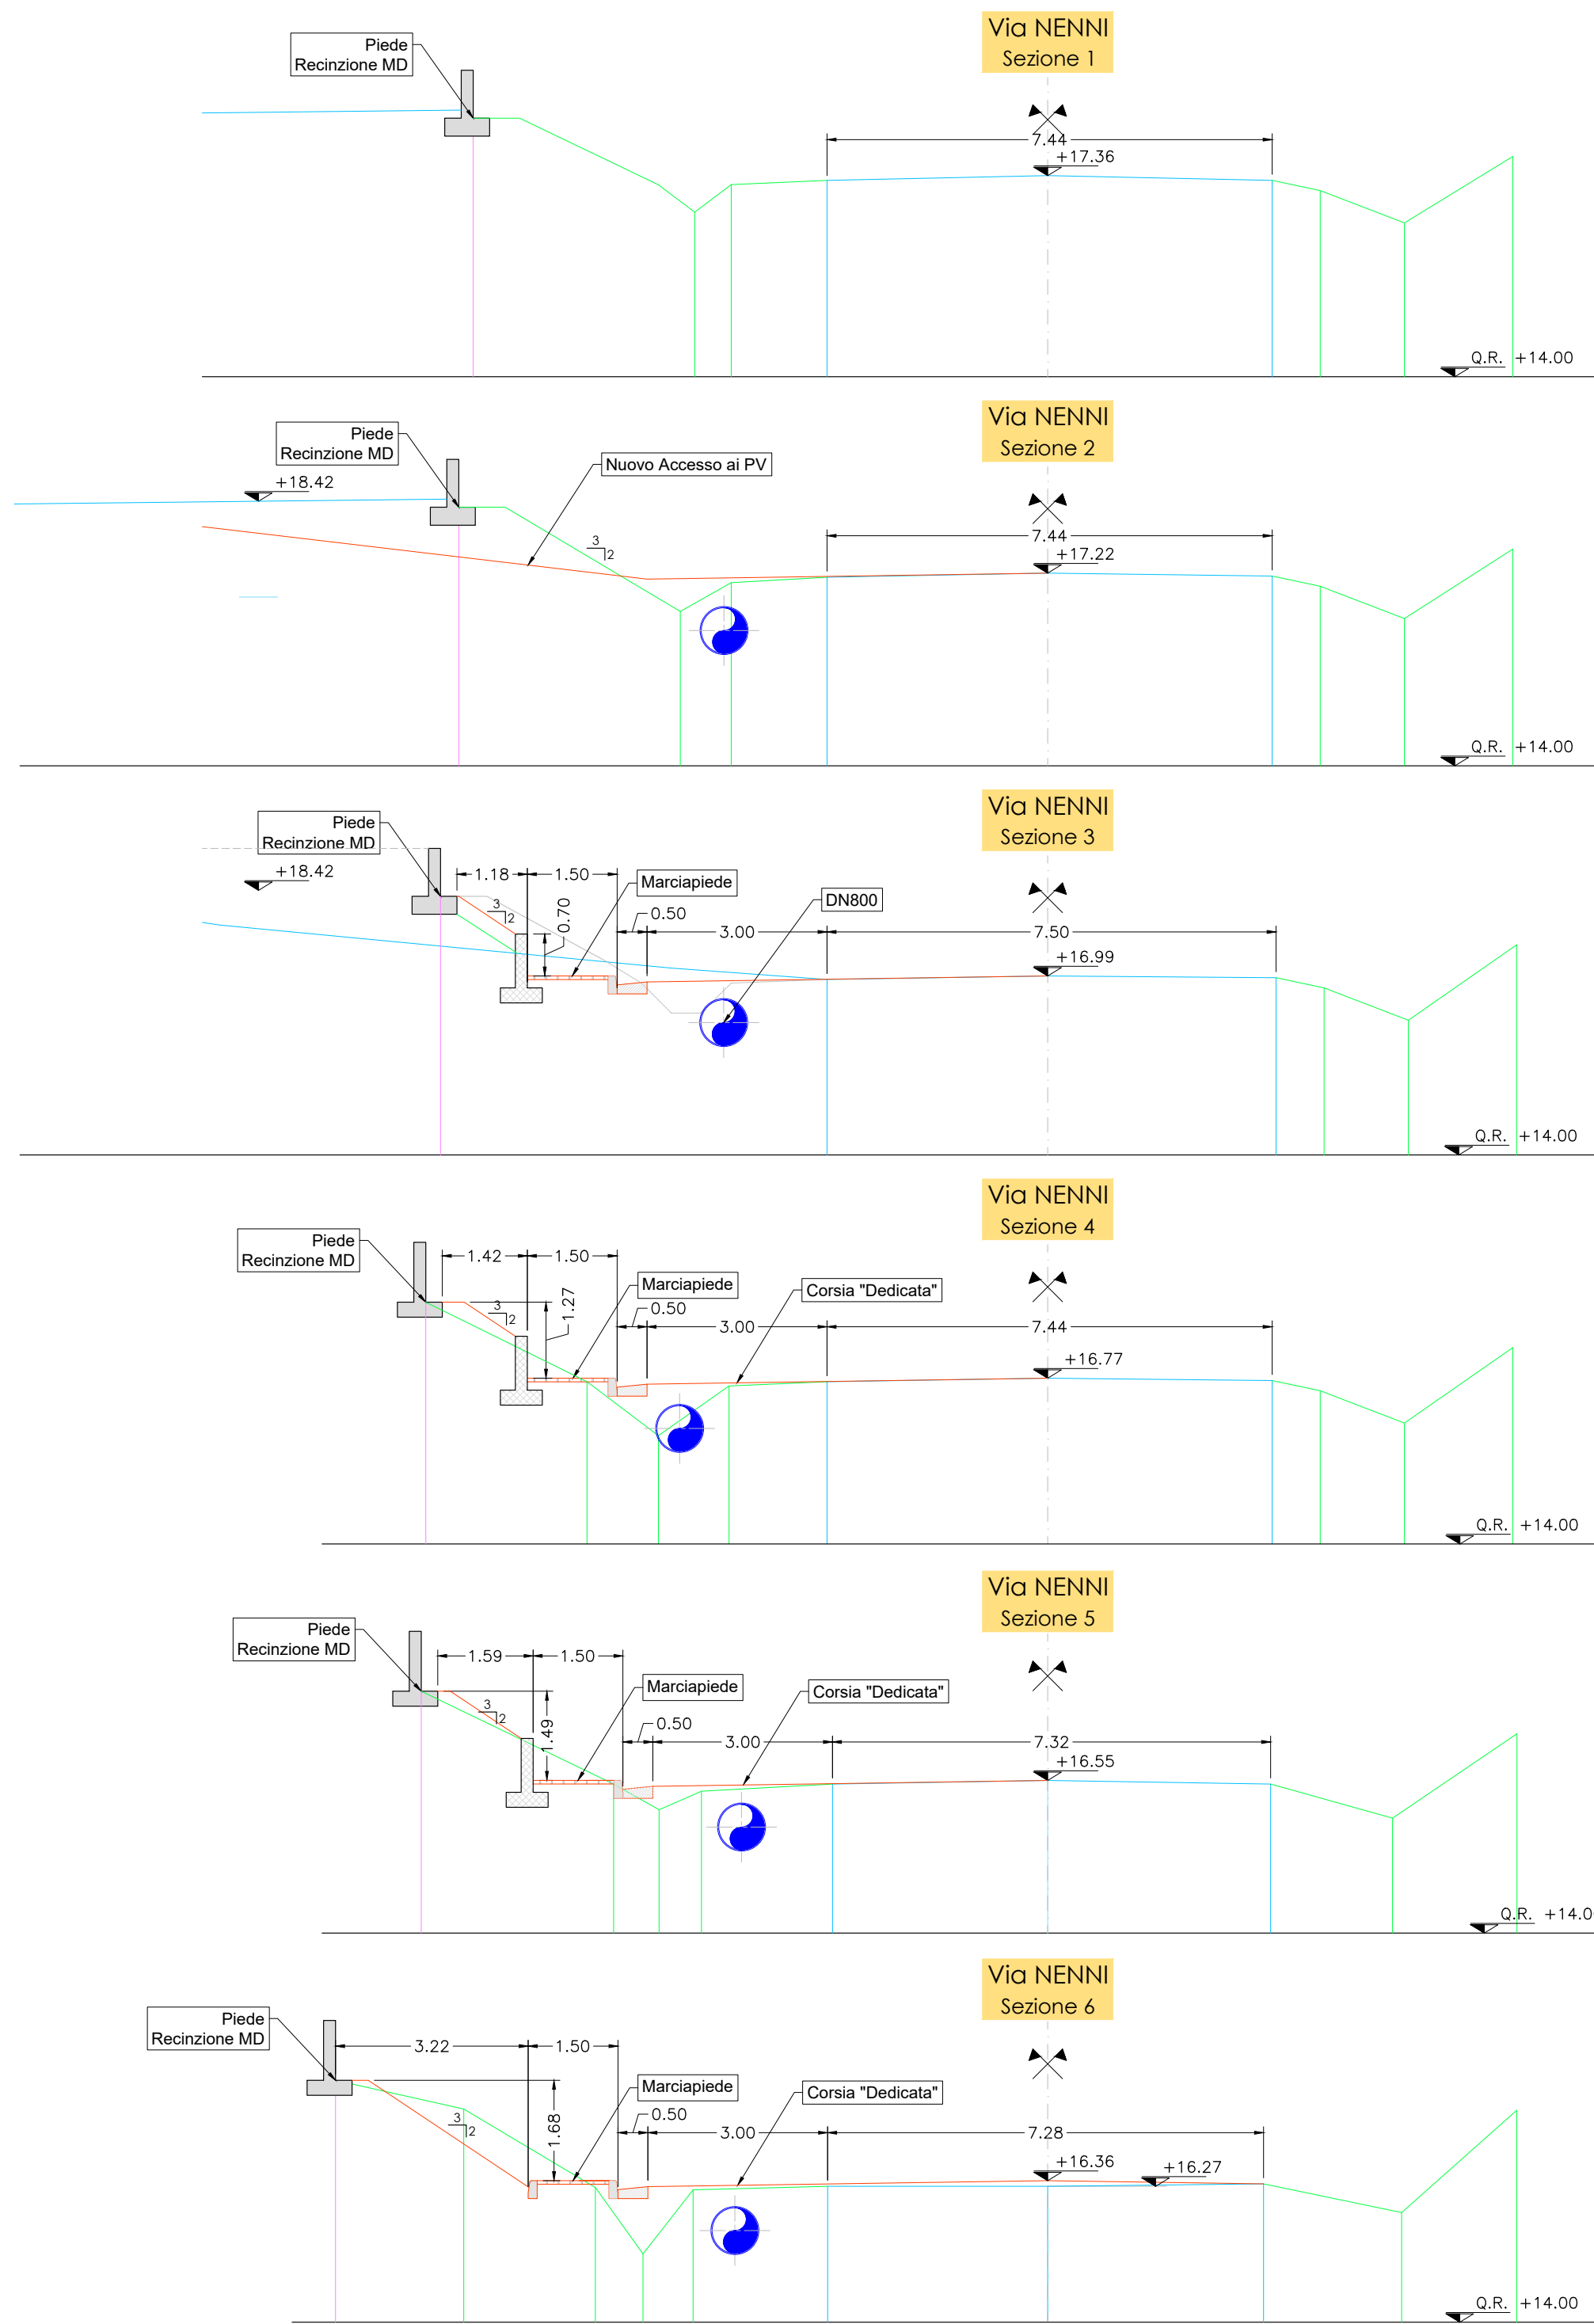 Via NENNI
Sezione 1
Piede
Recinzione MD
7.44
+17.36
Q.R. +14.00
Via NENNI
Sezione 2
Piede
Recinzione MD
Nuovo Accesso ai PV
+18.42
3
2
7.44
+17.22
Q.R. +14.00
Via NENNI
Sezione 3
Piede
Recinzione MD
+18.42
1.18
1.50
Marciapiede
DN800
3
2
0.70
0.50
3.00
7.50
+16.99
Q.R. +14.00
Via NENNI
Sezione 4
Piede
Recinzione MD
1.42
1.50
Marciapiede
Corsia "Dedicata"
3
2
1.27
0.50
3.00
7.44
+16.77
Q.R. +14.00
Via NENNI
Sezione 5
Piede
Recinzione MD
1.59
1.50
Marciapiede
Corsia "Dedicata"
3
2
1.49
0.50
3.00
7.32
+16.55
Q.R. +14.0
Via NENNI
Sezione 6
Piede
Recinzione MD
3.22
1.50
Marciapiede
Corsia "Dedicata"
3
2
1.68
0.50
3.00
7.28
+16.36
+16.27
Q.R. +14.00